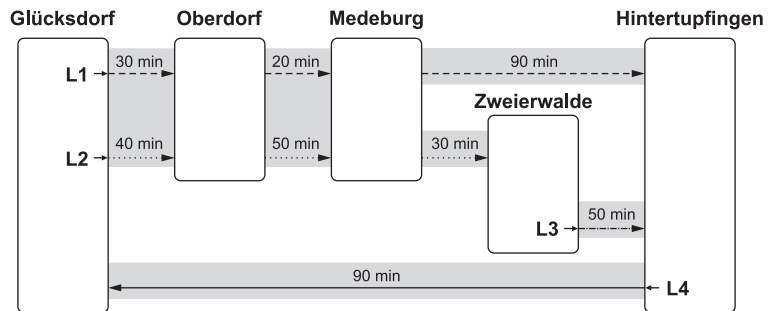 Glücksdorf Oberdorf Medeburg Hintertupfingen
L1 30 min 20 min 90 min
Zweierwalde
L2 40 min 50 min 30 min
L3 50 min
90 min L4